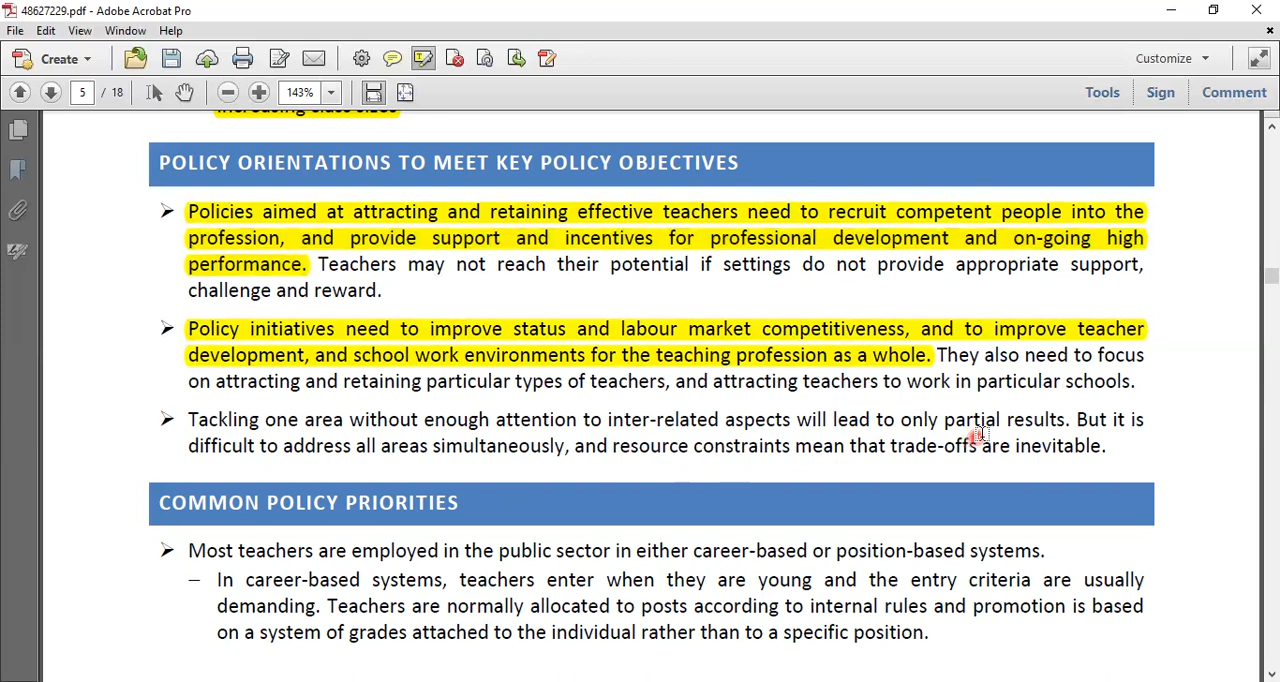 48627229.pdf - Adobe Acrobat Pro
File Edit View Window Help
Create Customize
5 / 18 143% Tools Sign Comment
increasing class sizes
POLICY ORIENTATIONS TO MEET KEY POLICY OBJECTIVES
➢ Policies aimed at attracting and retaining effective teachers need to recruit competent people into the
profession, and provide support and incentives for professional development and on-going high
performance. Teachers may not reach their potential if settings do not provide appropriate support,
challenge and reward.
➢ Policy initiatives need to improve status and labour market competitiveness, and to improve teacher
development, and school work environments for the teaching profession as a whole. They also need to focus
on attracting and retaining particular types of teachers, and attracting teachers to work in particular schools.
➢ Tackling one area without enough attention to inter-related aspects will lead to only partial results. But it is
difficult to address all areas simultaneously, and resource constraints mean that trade-offs are inevitable.
COMMON POLICY PRIORITIES
➢ Most teachers are employed in the public sector in either career-based or position-based systems.
– In career-based systems, teachers enter when they are young and the entry criteria are usually
demanding. Teachers are normally allocated to posts according to internal rules and promotion is based
on a system of grades attached to the individual rather than to a specific position.